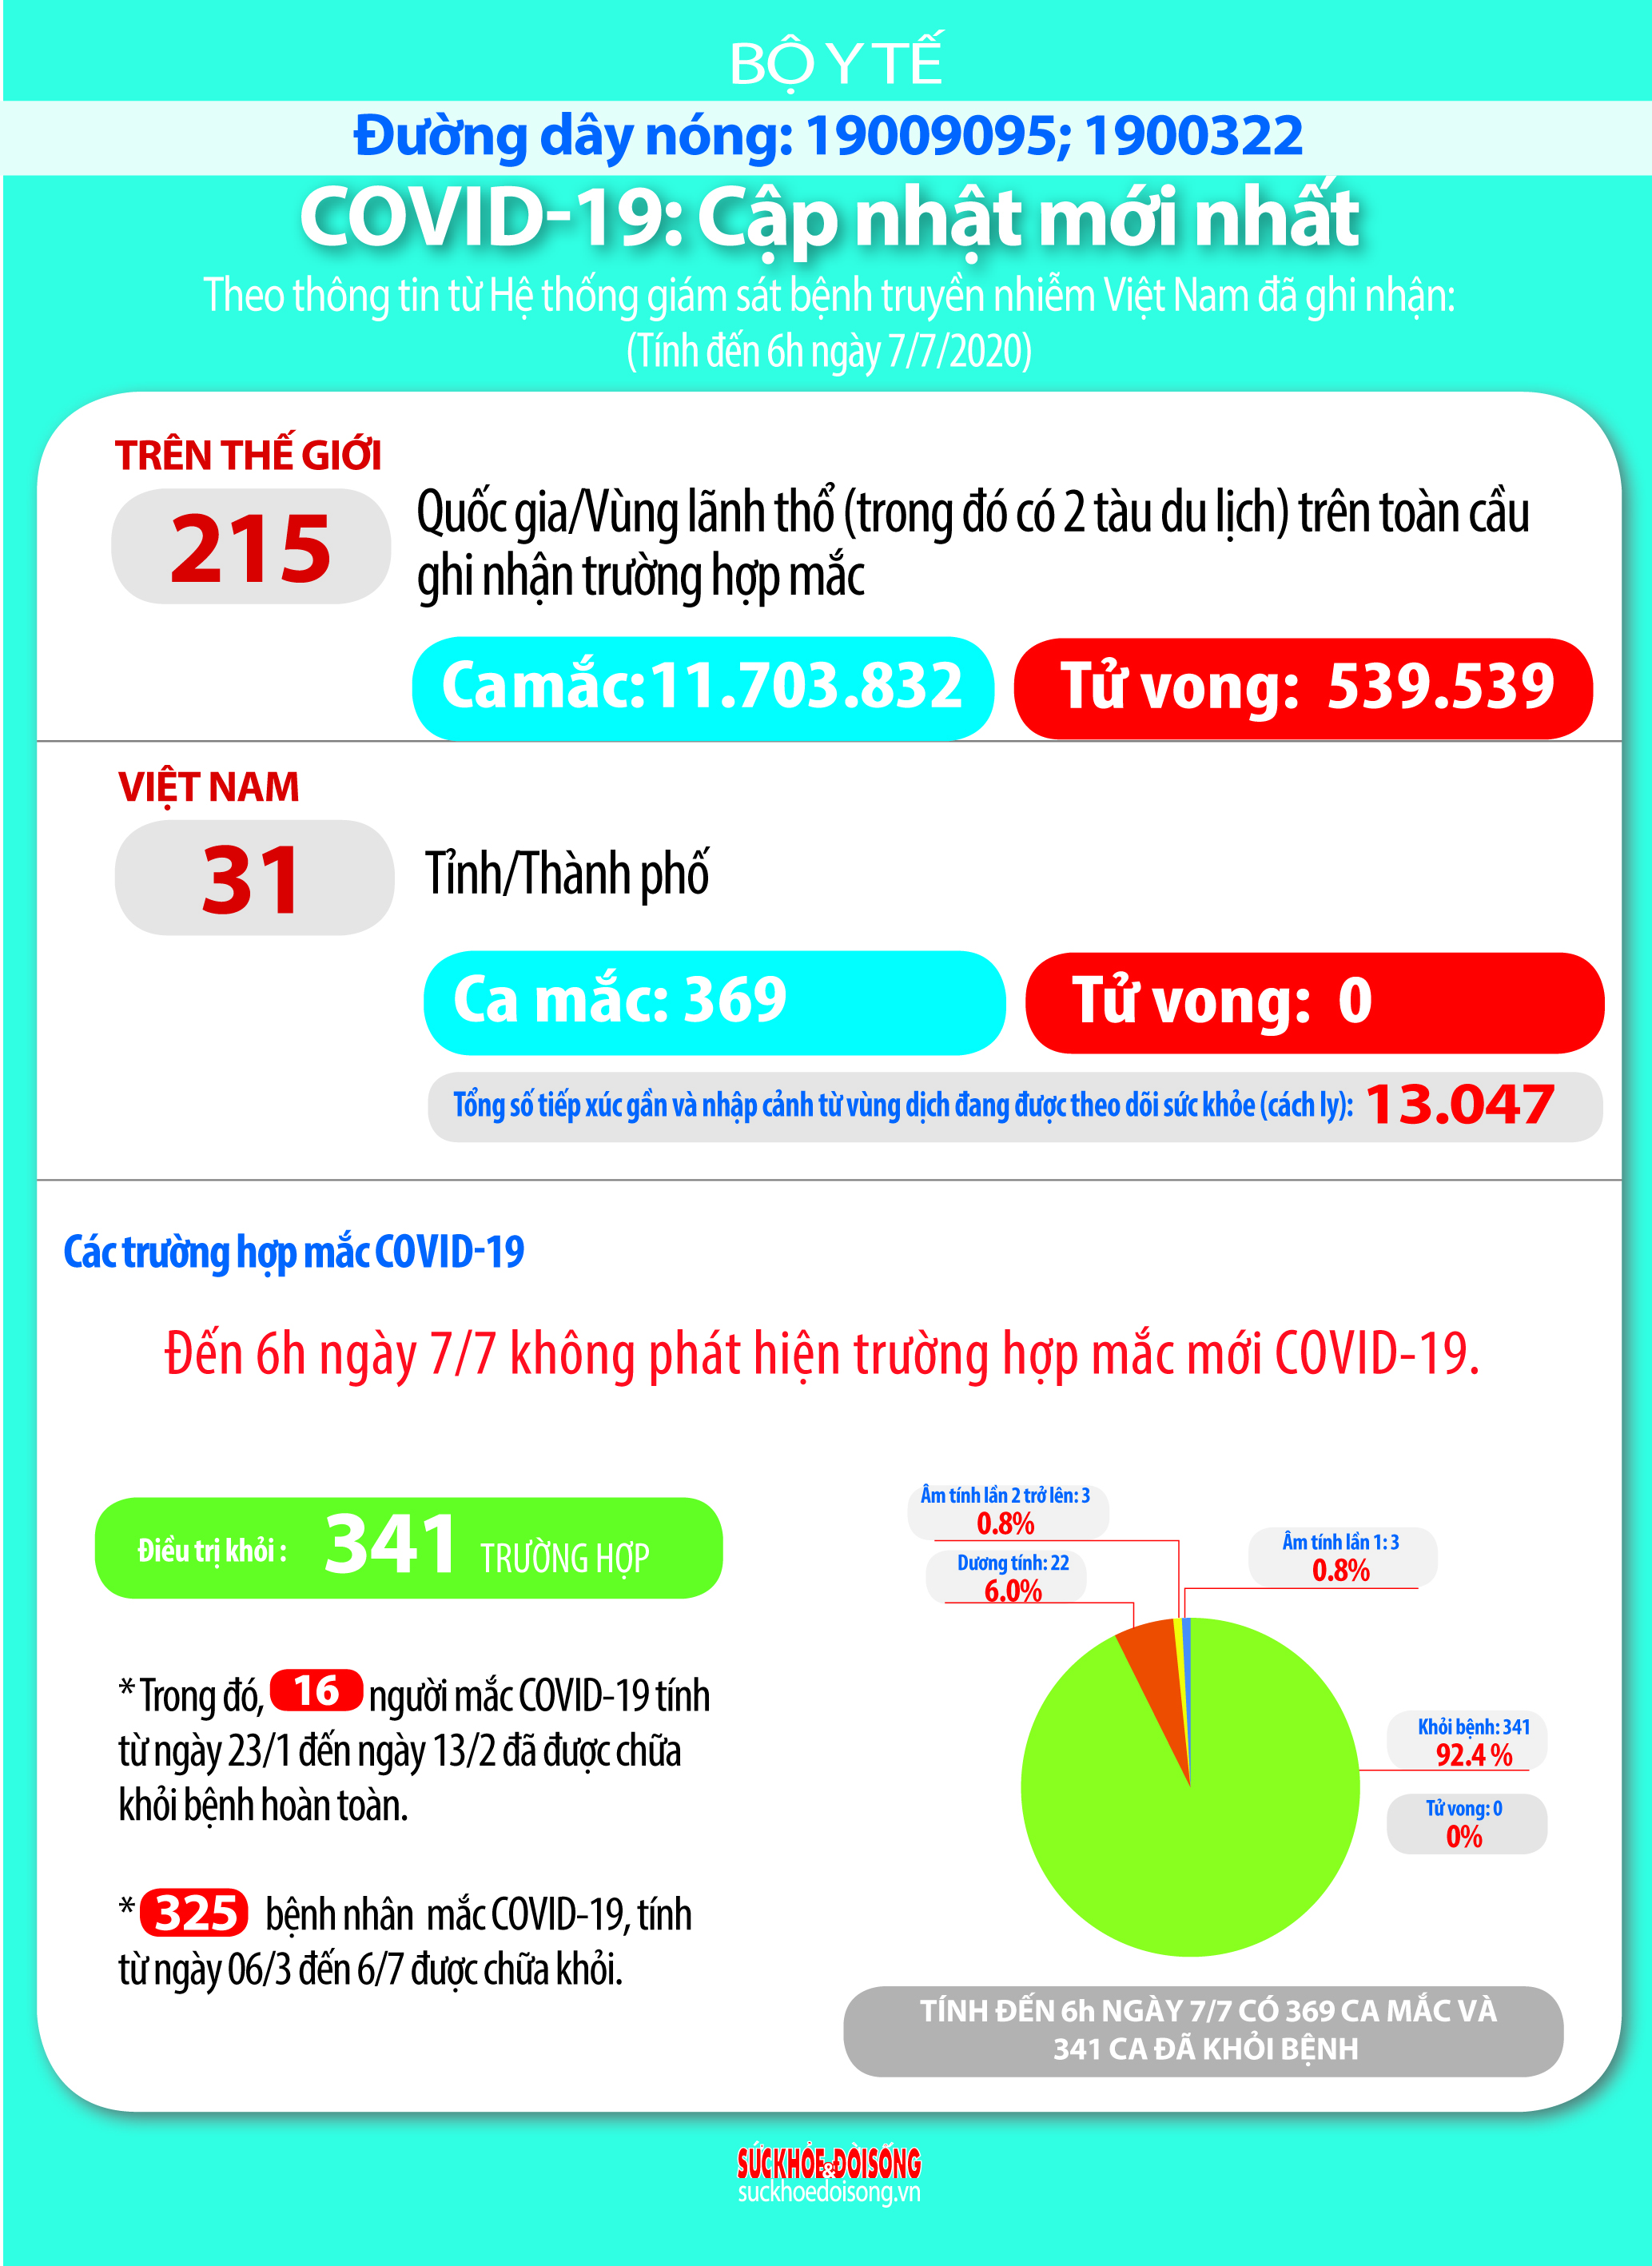 BỘ Y TẾ
Đường dây nóng: 19009095; 1900322
COVID-19: Cập nhật mới nhất
Theo thông tin từ Hệ thống giám sát bệnh truyền nhiễm Việt Nam đã ghi nhận:
(Tính đến 6h ngày 7/7/2020)
TRÊN THẾ GIỚI
215
Quốc gia/Vùng lãnh thổ (trong đó có 2 tàu du lịch) trên toàn cầu
ghi nhận trường hợp mắc
Ca mắc:11.703.832
Tử vong: 539.539
VIỆT NAM
31
Tỉnh/Thành phố
Ca mắc: 369
Tử vong: 0
Tổng số tiếp xúc gần và nhập cảnh từ vùng dịch đang được theo dõi sức khỏe (cách ly): 13.047
Các trường hợp mắc COVID-19
Đến 6h ngày 7/7 không phát hiện trường hợp mắc mới COVID-19.
Điều trị khỏi : 341 TRƯỜNG HỢP
* Trong đó, 16 người mắc COVID-19 tính
từ ngày 23/1 đến ngày 13/2 đã được chữa
khỏi bệnh hoàn toàn.
* 325 bệnh nhân mắc COVID-19, tính
từ ngày 06/3 đến 6/7 được chữa khỏi.
Âm tính lần 2 trở lên: 3
0.8%
Dương tính: 22
6.0%
Âm tính lần 1: 3
0.8%
Khỏi bệnh: 341
92.4 %
Tử vong: 0
0%
TÍNH ĐẾN 6h NGÀY 7/7 CÓ 369 CA MẮC VÀ
341 CA ĐÃ KHỎI BỆNH
SỨC KHỎE & ĐỜI SỐNG
suckhoedoisong.vn